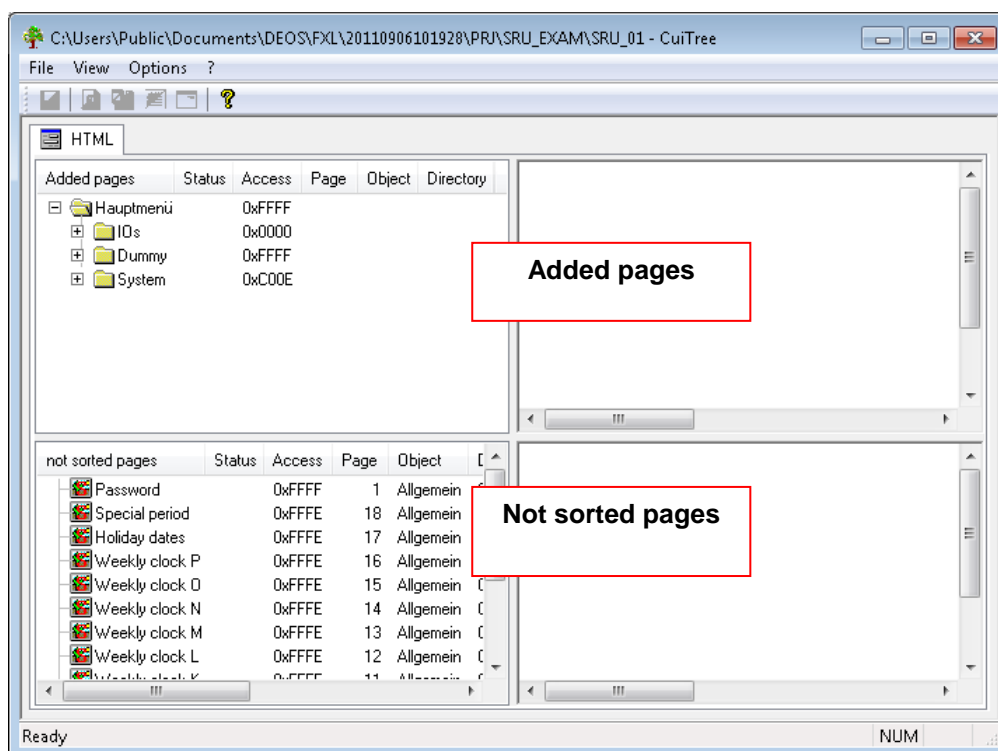 C:\Users\Public\Documents\DEOS\FXL\20110906101928\PRJ\SRU_EXAM\SRU_01 - CuiTree
File View Options ?
HTML
Added pages Status Access Page Object Directory
Hauptmenü 0xFFFF
IOs 0x0000
Dummy 0xFFFF
System 0xC00E
Added pages
not sorted pages Status Access Page Object
Password 0xFFFF 1 Allgemein
Special period 0xFFFE 18 Allgemein
Holiday dates 0xFFFE 17 Allgemein
Weekly clock P 0xFFFE 16 Allgemein
Weekly clock O 0xFFFE 15 Allgemein
Weekly clock N 0xFFFE 14 Allgemein
Weekly clock M 0xFFFE 13 Allgemein
Weekly clock L 0xFFFE 12 Allgemein
Not sorted pages
Ready NUM